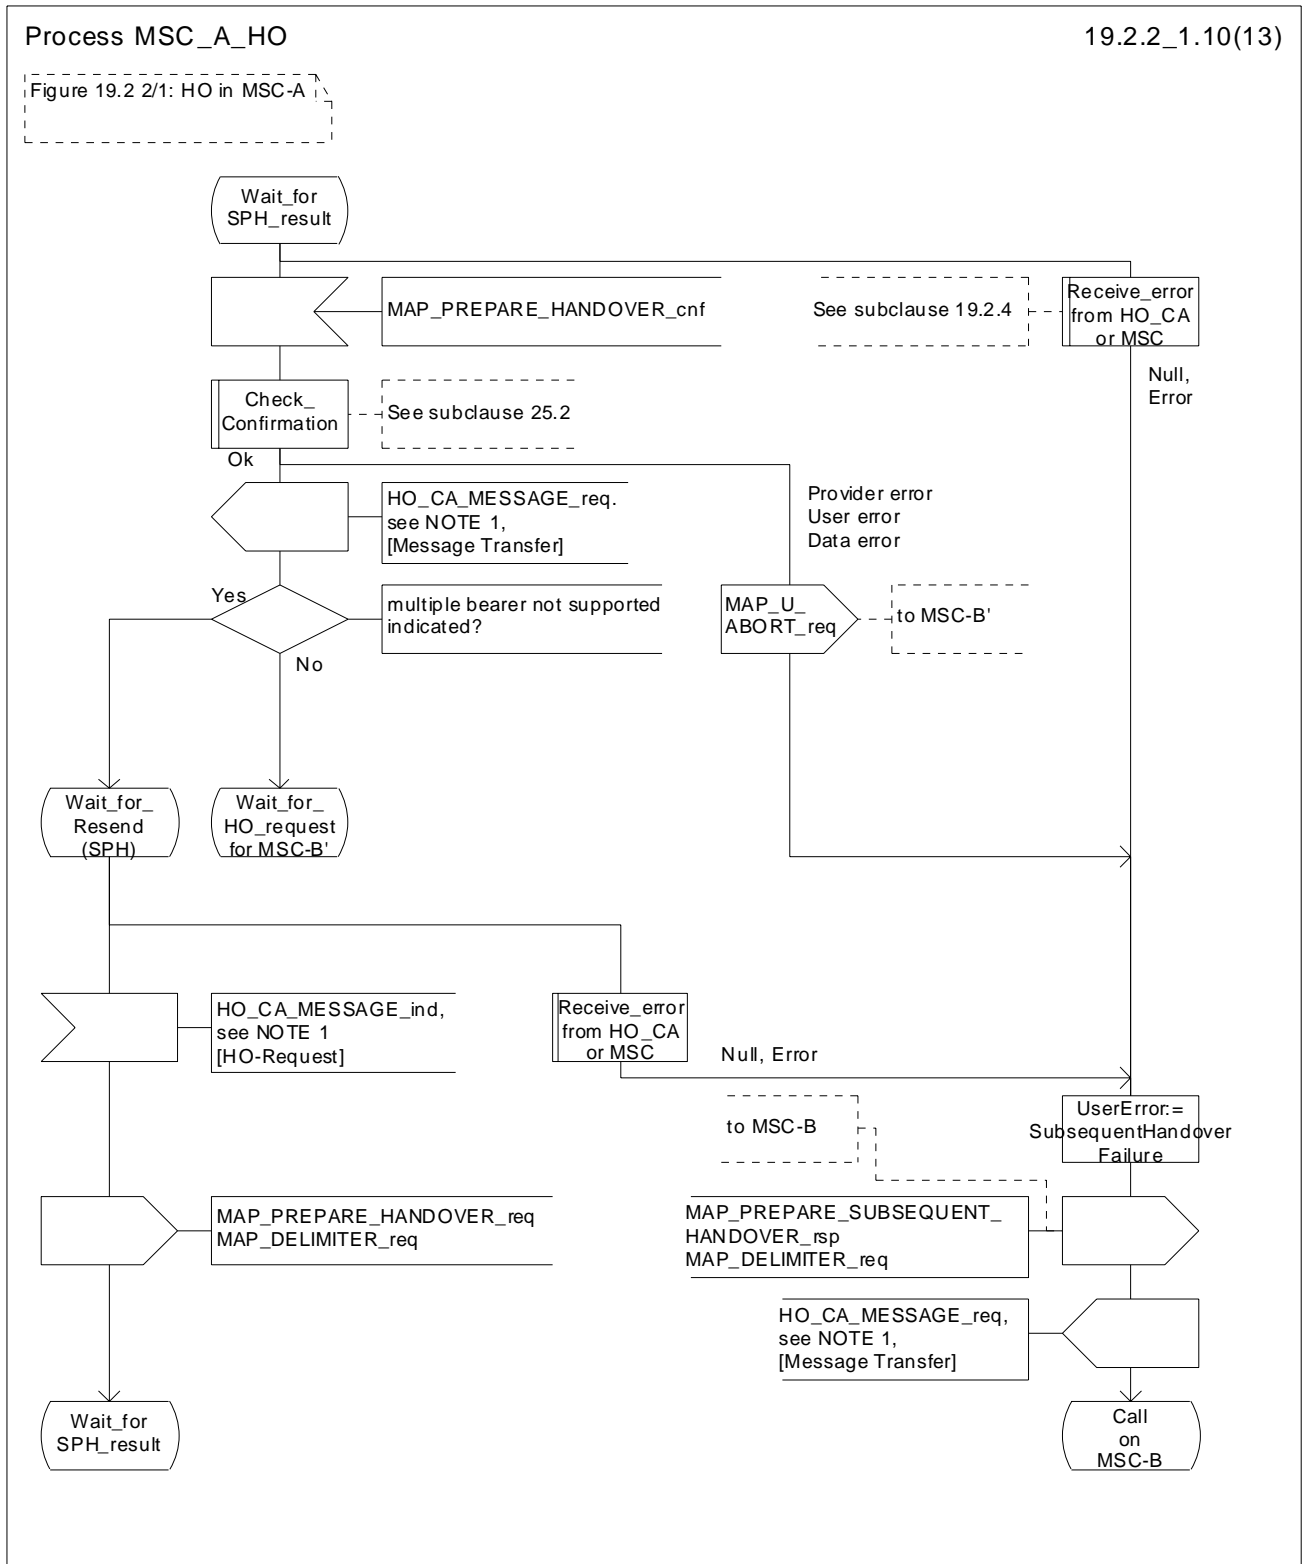 Process MSC_A_HO
19.2.2_1.10(13)
Figure 19.2 2/1: HO in MSC-A
Wait_for
SPH_result
MAP_PREPARE_HANDOVER_cnf
See subclause 19.2.4
Receive_error
from HO_CA
or MSC
Null,
Error
Check_
Confirmation
See subclause 25.2
Ok
HO_CA_MESSAGE_req.
see NOTE 1,
[Message Transfer]
Provider error
User error
Data error
Yes
multiple bearer not supported
indicated?
No
MAP_U_
ABORT_req
to MSC-B'
Wait_for_
Resend
(SPH)
Wait_for_
HO_request
for MSC-B'
HO_CA_MESSAGE_ind,
see NOTE 1
[HO-Request]
Receive_error
from HO_CA
or MSC
Null, Error
to MSC-B
UserError:=
SubsequentHandover
Failure
MAP_PREPARE_HANDOVER_req
MAP_DELIMITER_req
MAP_PREPARE_SUBSEQUENT_
HANDOVER_rsp
MAP_DELIMITER_req
HO_CA_MESSAGE_req,
see NOTE 1,
[Message Transfer]
Wait_for
SPH_result
Call
on
MSC-B